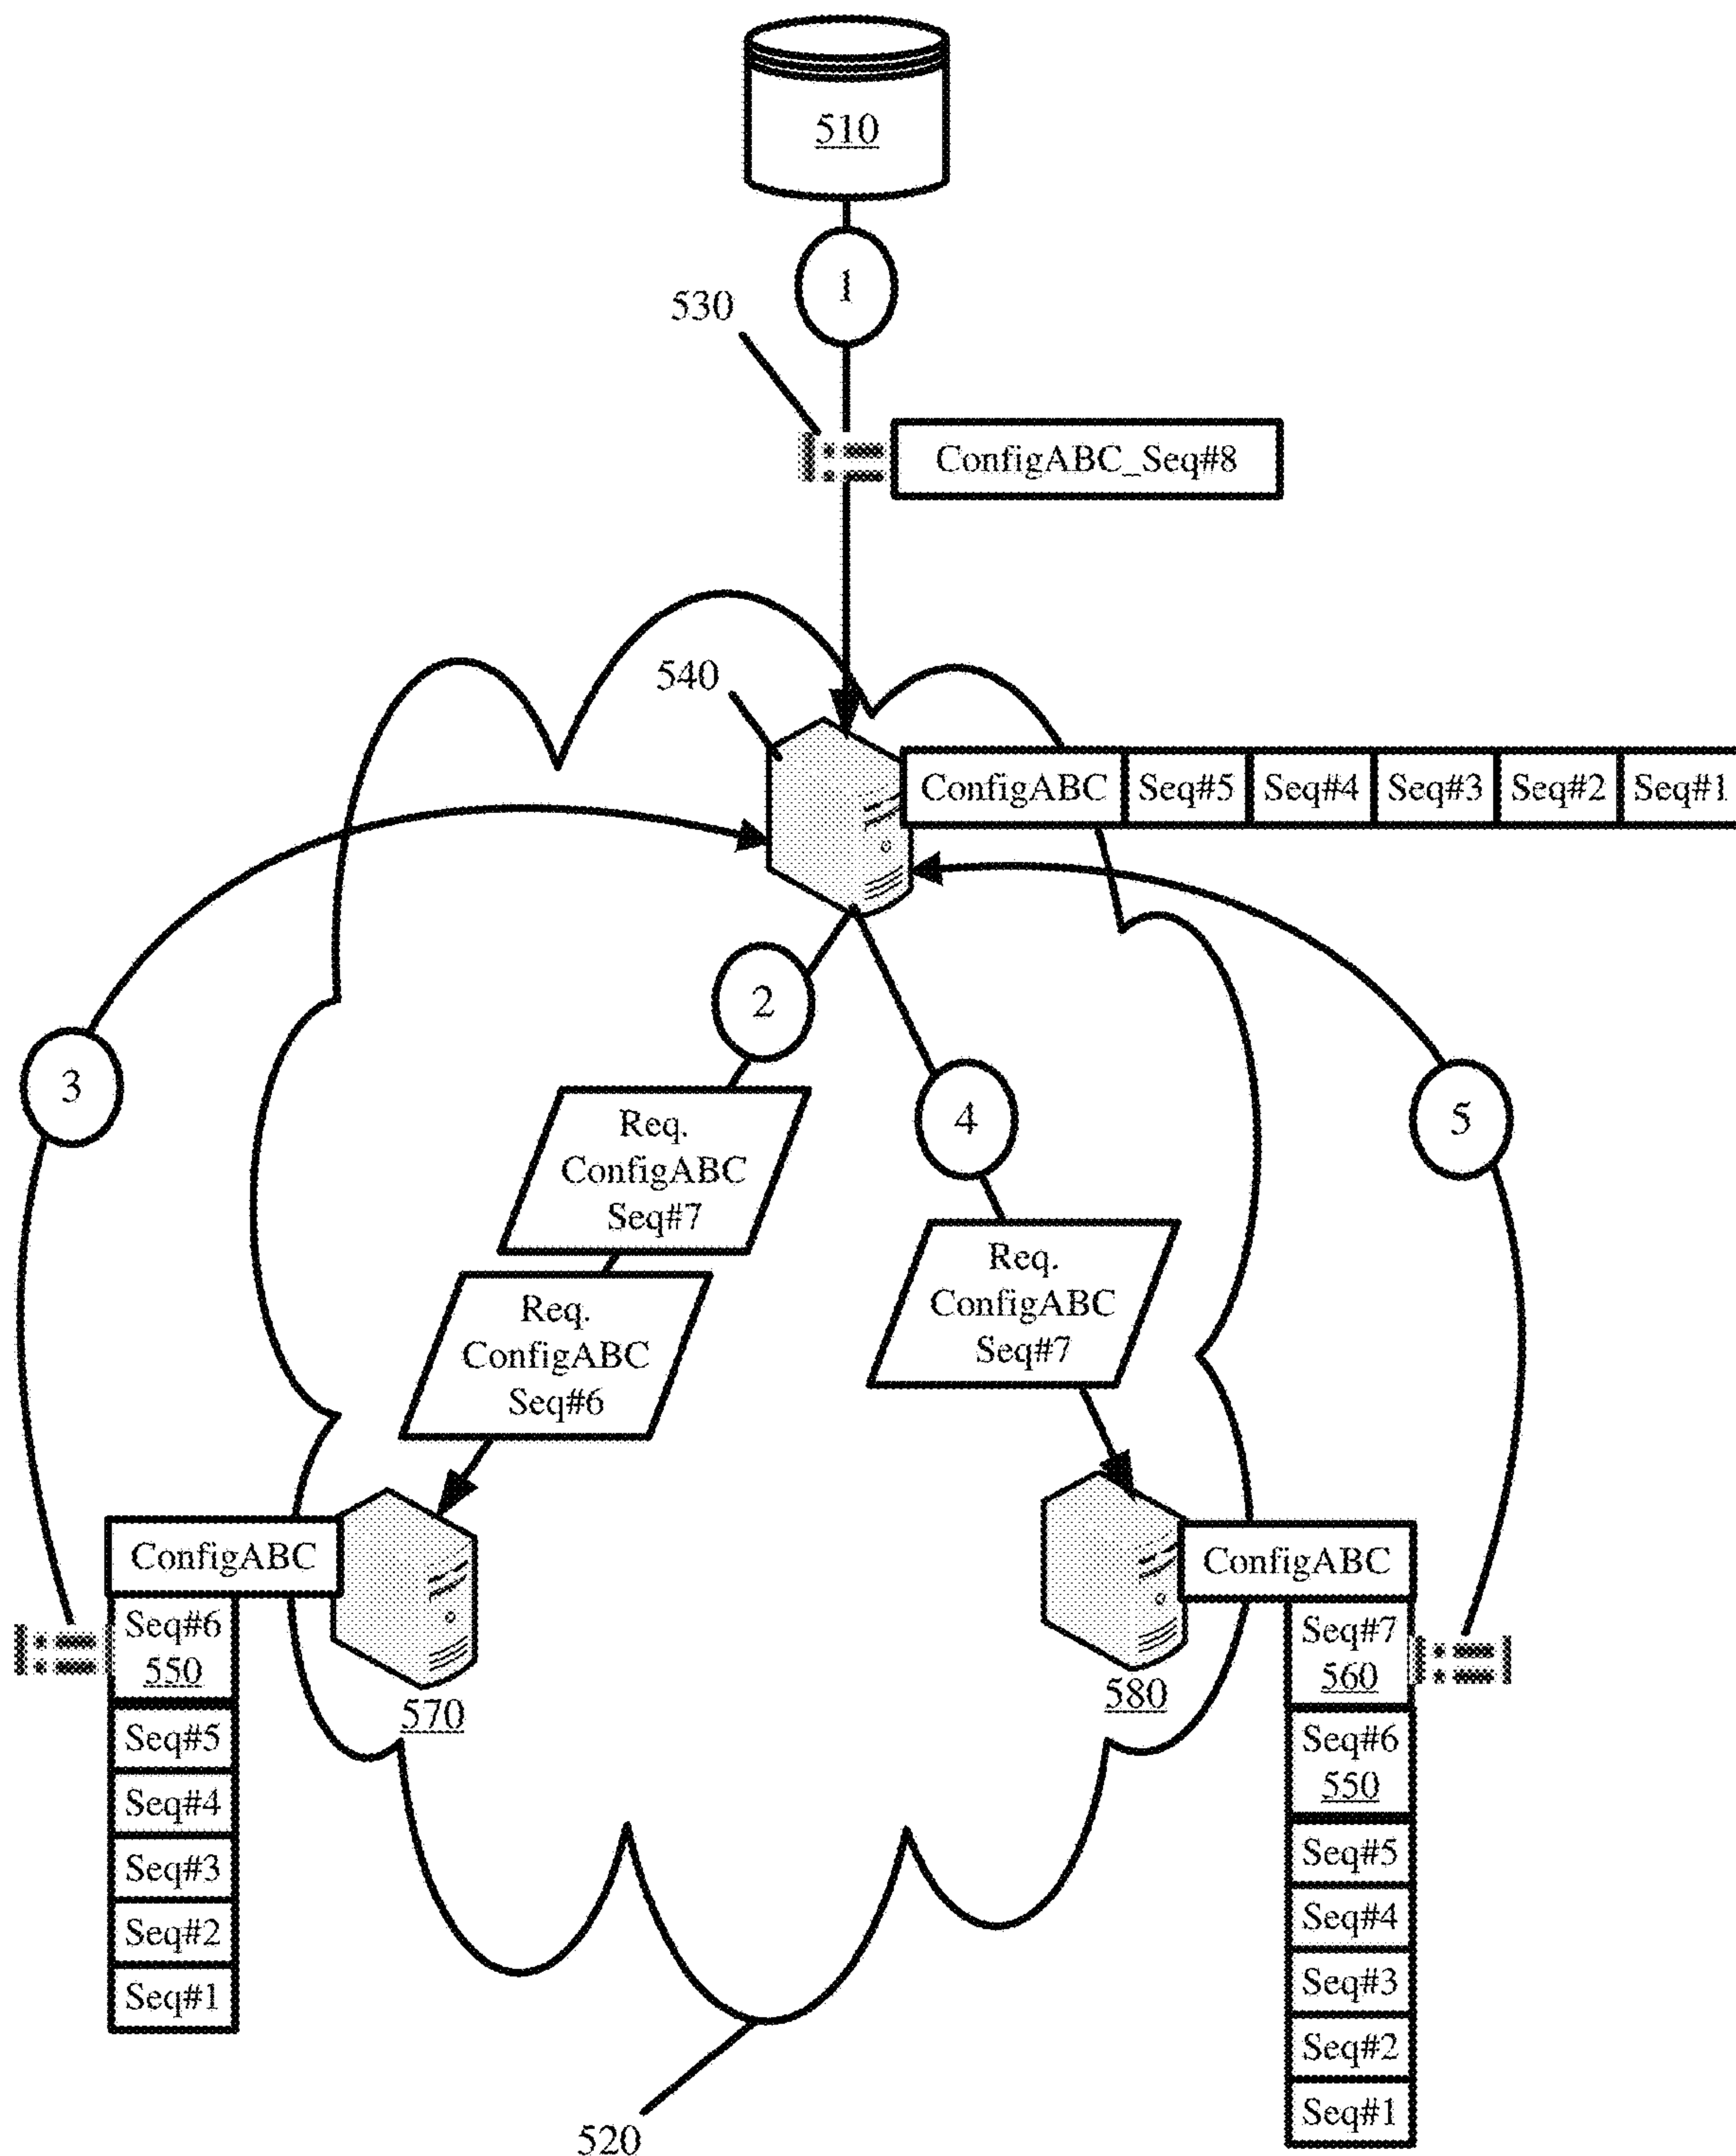 510
1
530
ConfigABC_Seq#8
540
ConfigABC
Seq#5
Seq#4
Seq#3
Seq#2
Seq#1
2
3
4
5
Req.
ConfigABC
Seq#7
Req.
ConfigABC
Seq#6
Req.
ConfigABC
Seq#7
ConfigABC
Seq#6
550
Seq#5
Seq#4
Seq#3
Seq#2
Seq#1
570
580
ConfigABC
Seq#7
560
Seq#6
550
Seq#5
Seq#4
Seq#3
Seq#2
Seq#1
520